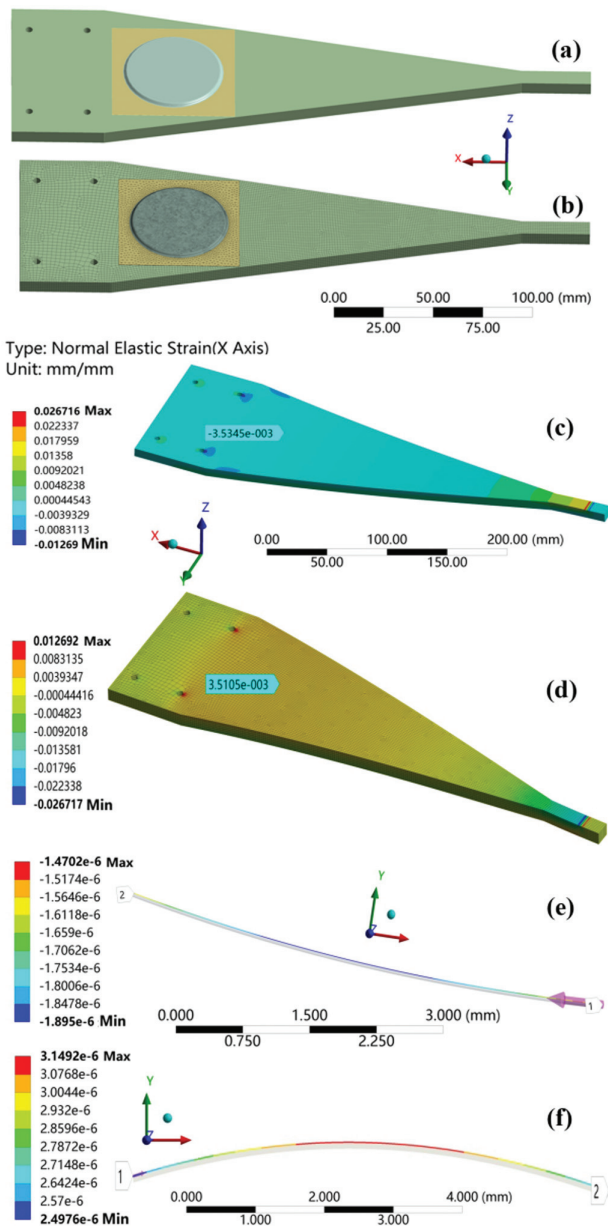 (a)
Z
X
Y
(b)
0.00 50.00 100.00 (mm)
25.00 75.00
Type: Normal Elastic Strain(X Axis)
Unit: mm/mm
0.026716 Max
0.022337
0.017959
0.01358
0.0092021
0.0048238
0.00044543
-0.0039329
-0.0083113
-0.01269 Min
-3.5345e-003
(c)
Z
X
Y
0.00 100.00 200.00 (mm)
50.00 150.00
0.012692 Max
0.0083135
0.0039347
-0.00044416
-0.004823
-0.0092018
-0.013581
-0.01796
-0.022338
-0.026717 Min
3.5105e-003
(d)
-1.4702e-6 Max
-1.5174e-6
-1.5646e-6
-1.6118e-6
-1.659e-6
-1.7062e-6
-1.7534e-6
-1.8006e-6
-1.8478e-6
-1.895e-6 Min
2
Y
Z
(e)
1
0.000 1.500 3.000 (mm)
0.750 2.250
3.1492e-6 Max
3.0768e-6
3.0044e-6
2.932e-6
2.8596e-6
2.7872e-6
2.7148e-6
2.6424e-6
2.57e-6
2.4976e-6 Min
Y
Z
(f)
1
2
0.000 2.000 4.000 (mm)
1.000 3.000